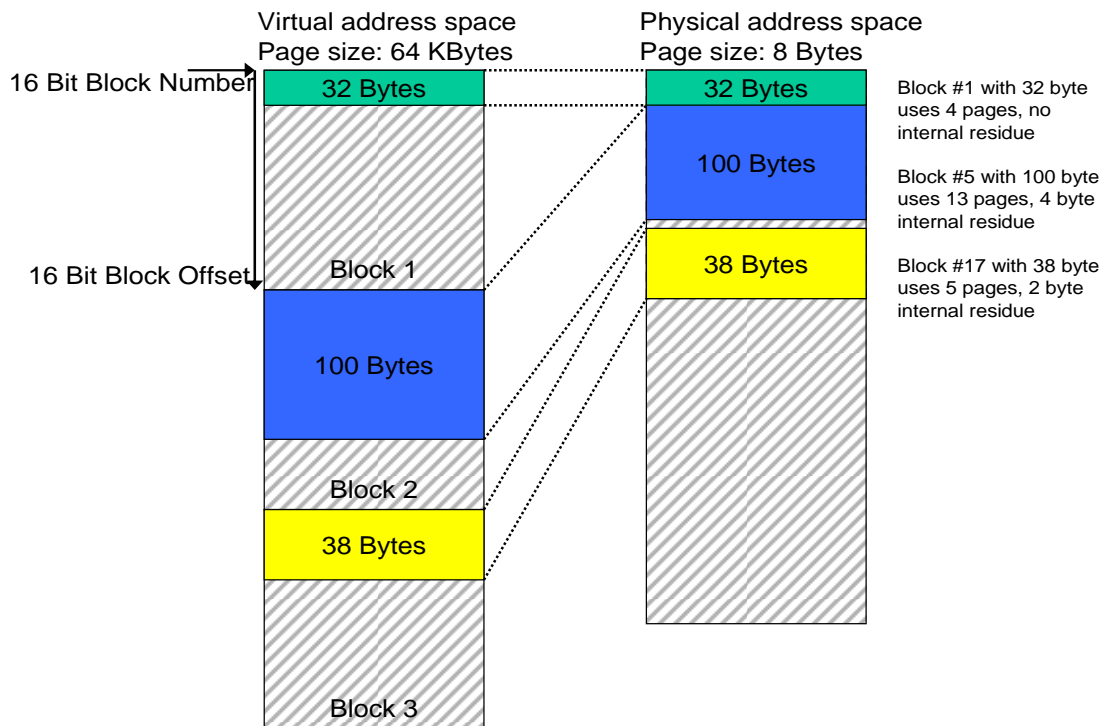 Virtual address space
Page size: 64 KBytes
Physical address space
Page size: 8 Bytes
16 Bit Block Number
32 Bytes
32 Bytes
Block #1 with 32 byte
uses 4 pages, no
internal residue
100 Bytes
Block #5 with 100 byte
uses 13 pages, 4 byte
internal residue
16 Bit Block Offset
Block 1
38 Bytes
Block #17 with 38 byte
uses 5 pages, 2 byte
internal residue
100 Bytes
Block 2
38 Bytes
Block 3